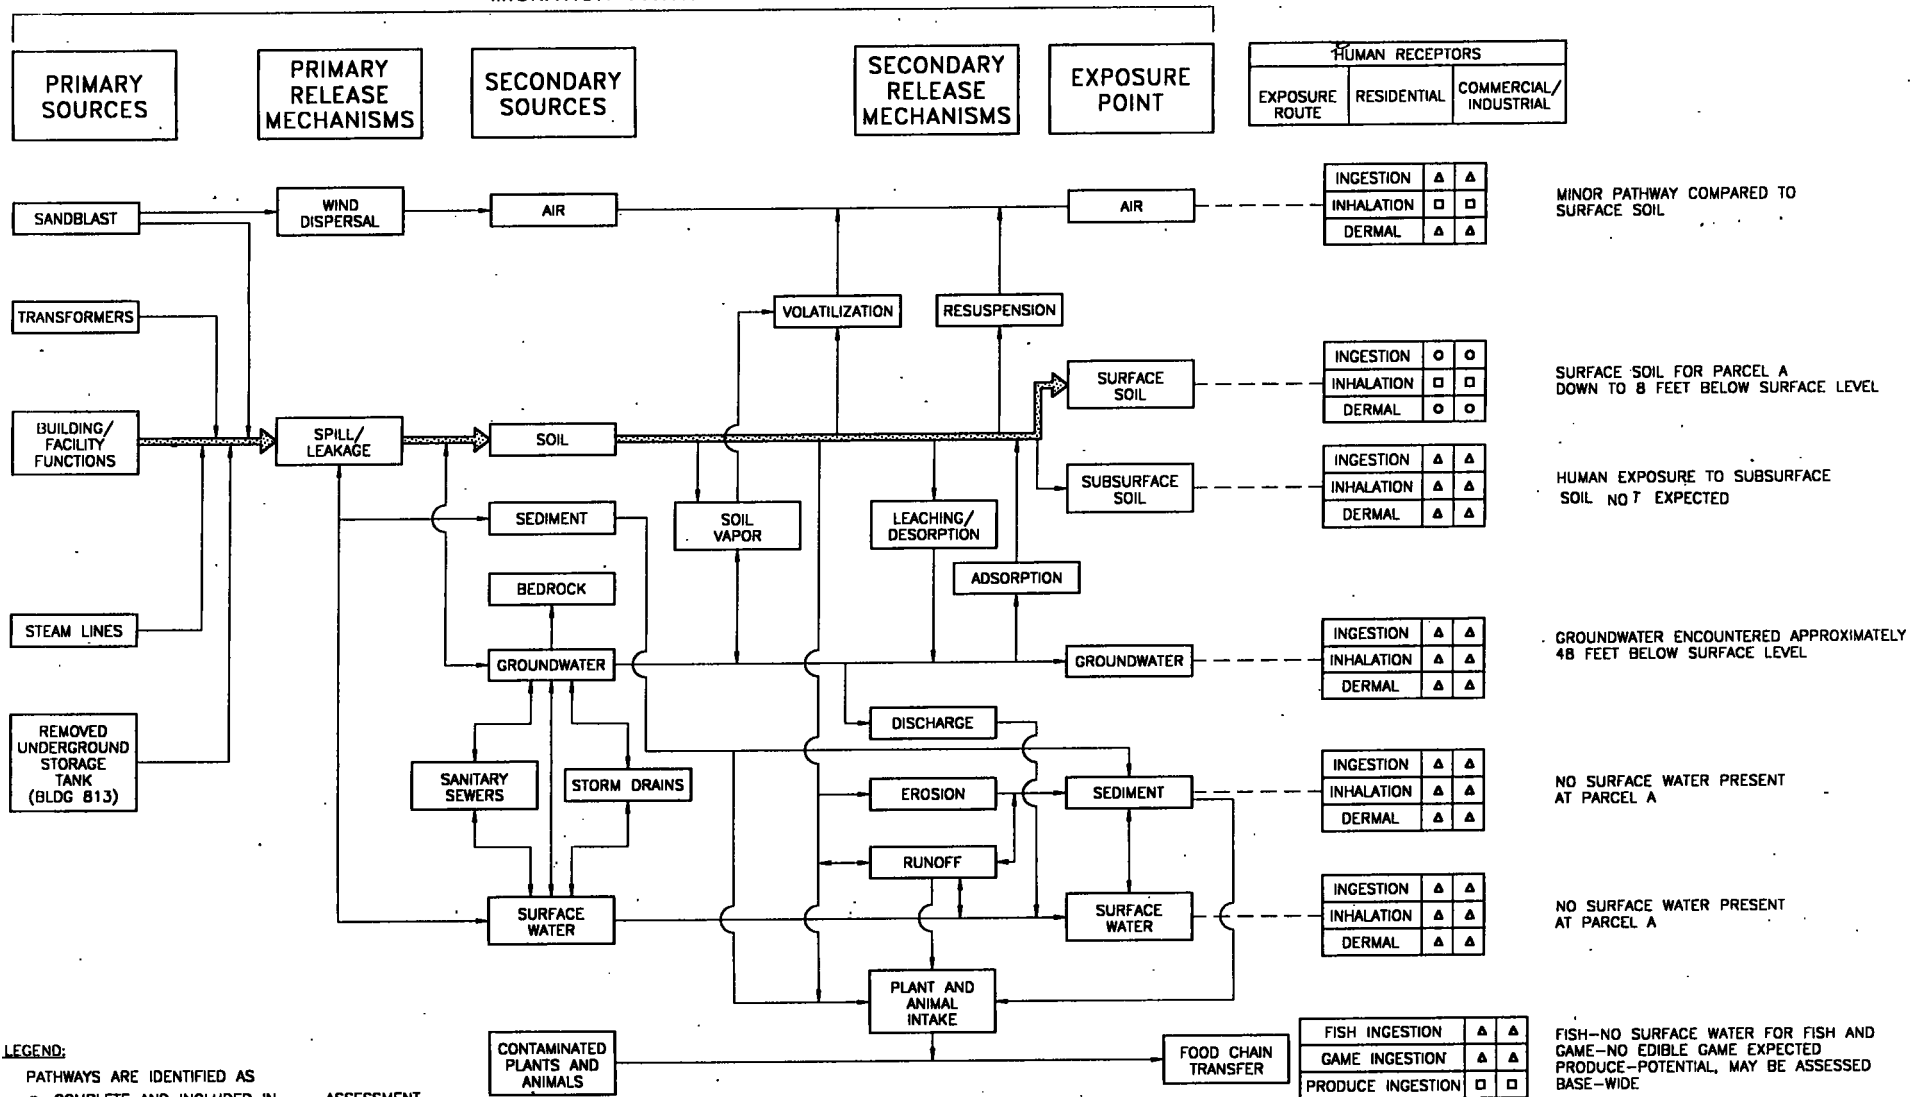 PRIMARY
SOURCES
PRIMARY
RELEASE
MECHANISMS
SECONDARY
SOURCES
SECONDARY
RELEASE
MECHANISMS
EXPOSURE
POINT
HUMAN RECEPTORS
EXPOSURE
ROUTE
RESIDENTIAL
COMMERCIAL/
INDUSTRIAL
SANDBLAST
WIND
DISPERSAL
AIR
AIR
INGESTION
INHALATION
DERMAL
MINOR PATHWAY COMPARED TO
SURFACE SOIL
TRANSFORMERS
VOLATILIZATION
RESUSPENSION
BUILDING/
FACILITY
FUNCTIONS
SPILL/
LEAKAGE
SOIL
SURFACE
SOIL
INGESTION
INHALATION
DERMAL
SURFACE SOIL FOR PARCEL A
DOWN TO 8 FEET BELOW SURFACE LEVEL
SUBSURFACE
SOIL
INGESTION
INHALATION
DERMAL
HUMAN EXPOSURE TO SUBSURFACE
SOIL NOT EXPECTED
SEDIMENT
SOIL
VAPOR
LEACHING/
DESORPTION
BEDROCK
ADSORPTION
STEAM LINES
GROUNDWATER
GROUNDWATER
INGESTION
INHALATION
DERMAL
GROUNDWATER ENCOUNTERED APPROXIMATELY
48 FEET BELOW SURFACE LEVEL
REMOVED
UNDERGROUND
STORAGE
TANK
(BLDG 813)
DISCHARGE
SANITARY
SEWERS
STORM DRAINS
EROSION
SEDIMENT
INGESTION
INHALATION
DERMAL
NO SURFACE WATER PRESENT
AT PARCEL A
RUNOFF
SURFACE
WATER
SURFACE
WATER
INGESTION
INHALATION
DERMAL
NO SURFACE WATER PRESENT
AT PARCEL A
PLANT AND
ANIMAL
INTAKE
CONTAMINATED
PLANTS AND
ANIMALS
FOOD CHAIN
TRANSFER
FISH INGESTION
GAME INGESTION
PRODUCE INGESTION
FISH-NO SURFACE WATER FOR FISH AND
GAME-NO EDIBLE GAME EXPECTED
PRODUCE-POTENTIAL, MAY BE ASSESSED
BASE-WIDE
LEGEND:
PATHWAYS ARE IDENTIFIED AS
COMPLETE AND INCLUDED IN ASSESSMENT